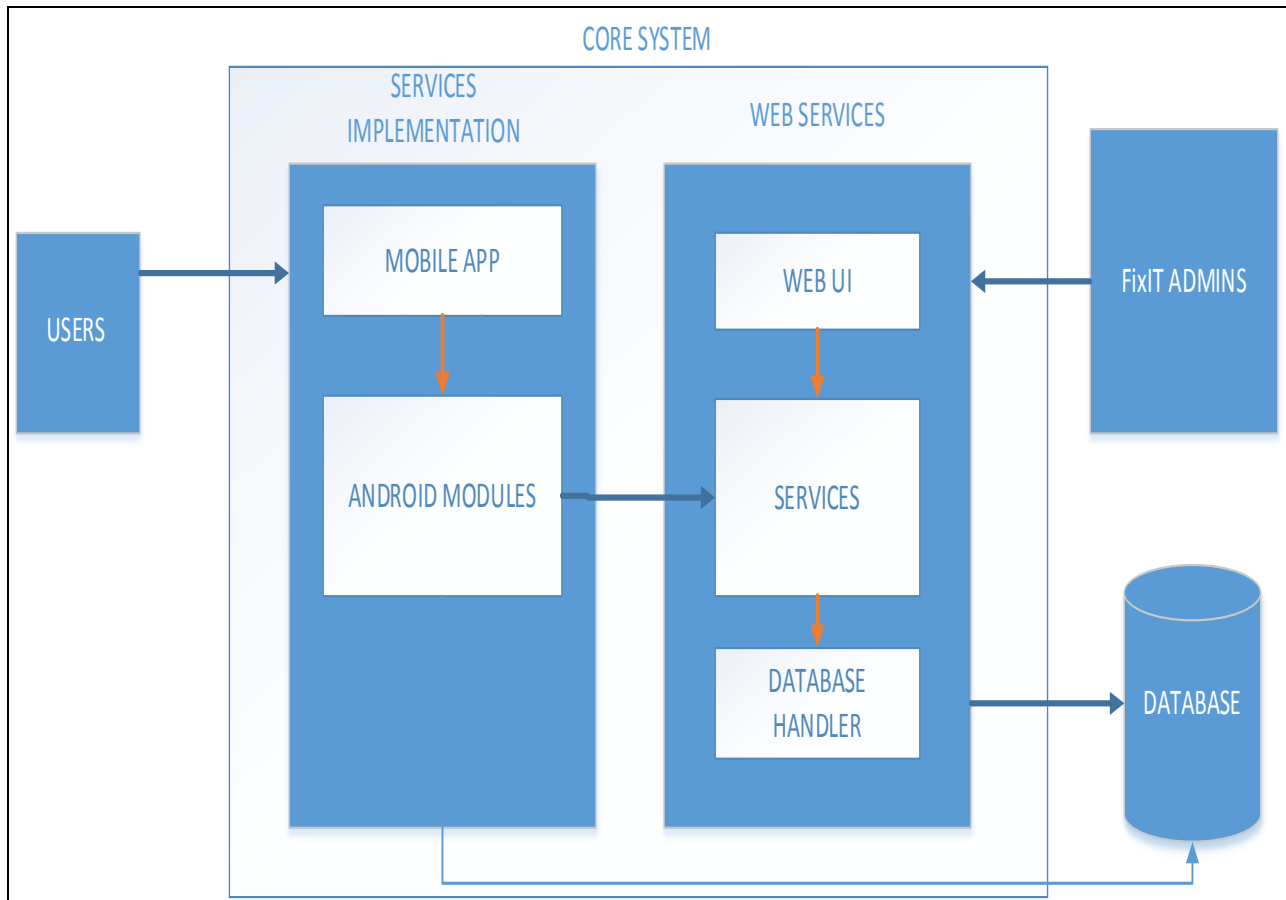 CORE SYSTEM
SERVICES
IMPLEMENTATION
WEB SERVICES
MOBILE APP
WEB UI
FixIT ADMINS
USERS
ANDROID MODULES
SERVICES
DATABASE
HANDLER
DATABASE